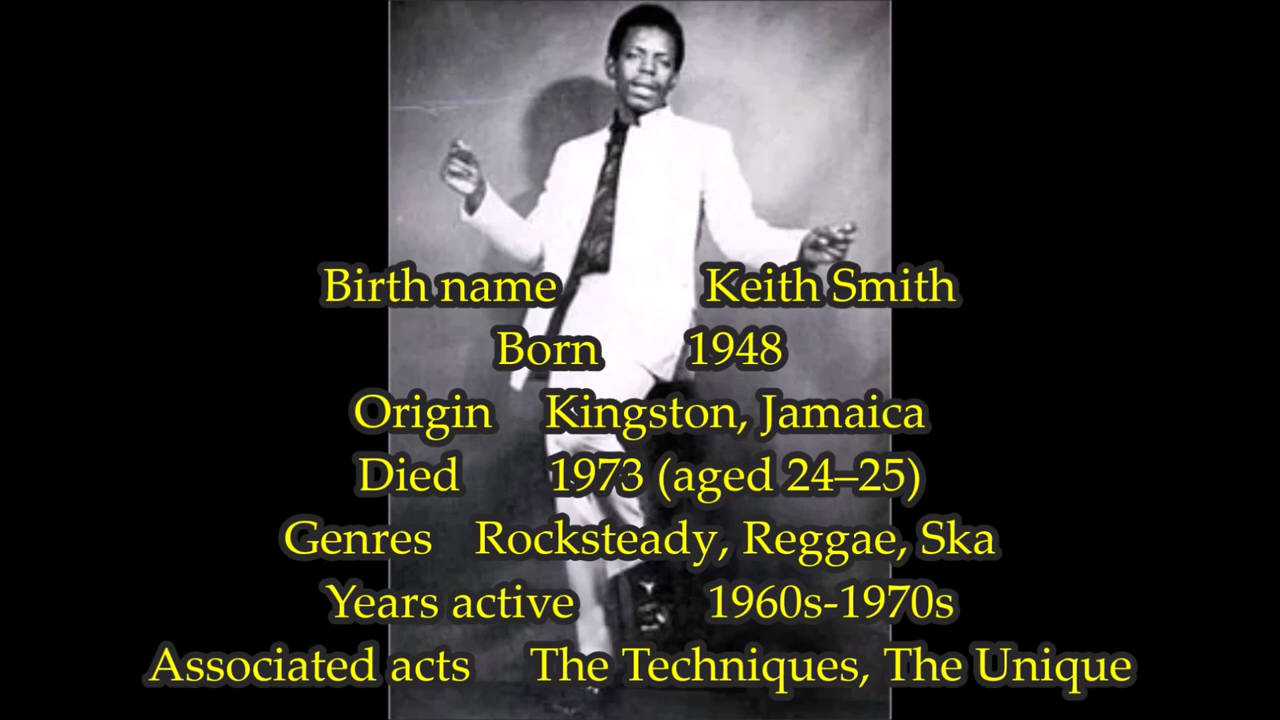 Birth name Keith Smith
Born 1948
Origin Kingston, Jamaica
Died 1973 (aged 24–25)
Genres Rocksteady, Reggae, Ska
Years active 1960s-1970s
Associated acts The Techniques, The Unique